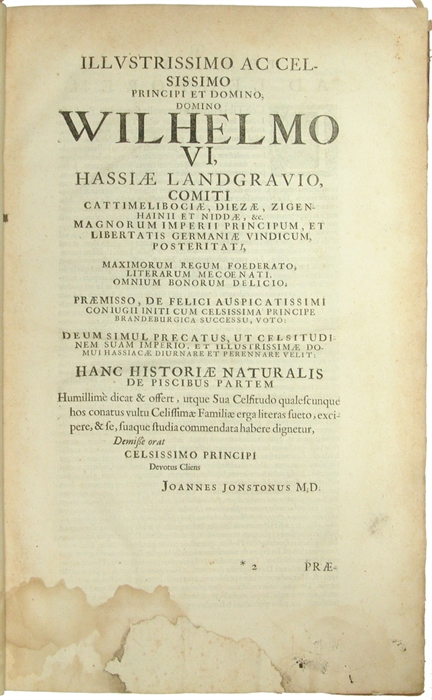 ILLVSTRISSIMO AC CEL-
SISSIMO
PRINCIPI ET DOMINO,
DOMINO
WILHELMO
VI,
HASSIÆ LANDGRAVIO,
COMITI
CATTIMELIBOCIÆ, DIEZÆ, ZIGEN-
HAINII ET NIDDÆ, &c.
MAGNORUM IMPERII PRINCIPUM, ET
LIBERTATIS GERMANIÆ VINDICUM,
POSTERITATI,
MAXIMORUM REGUM FOEDERATO,
LITERARUM MECOENATI.
OMNIUM BONORUM DELICIO;
PRÆMISSO, DE FELICI AUSPICATISSIMI
CONIUGII INITI CUM CELSISSIMA PRINCIPE
BRANDEBURGICA SUCCESSU, VOTO:
DEUM SIMUL PRECATUS, UT CELSITUDI-
NEM SUAM IMPERIO, ET ILLUSTRISSIMÆ DO-
MUI HASSIACÆ DIURNARE ET PERENNARE VELIT;
HANC HISTORIÆ NATURALIS
DE PISCIBUS PARTEM
Humillimè dicat & offert, utque Sua Celsitudo qualescunque
hos conatus vultu Celsissimæ Familiæ erga literas sueto, exci-
pere, & se, suaque studia commendata habere dignetur,
Demisse orat
CELSISSIMO PRINCIPI
Devotus Cliens
JOANNES JONSTONUS M,D.
* 2 PRÆ-